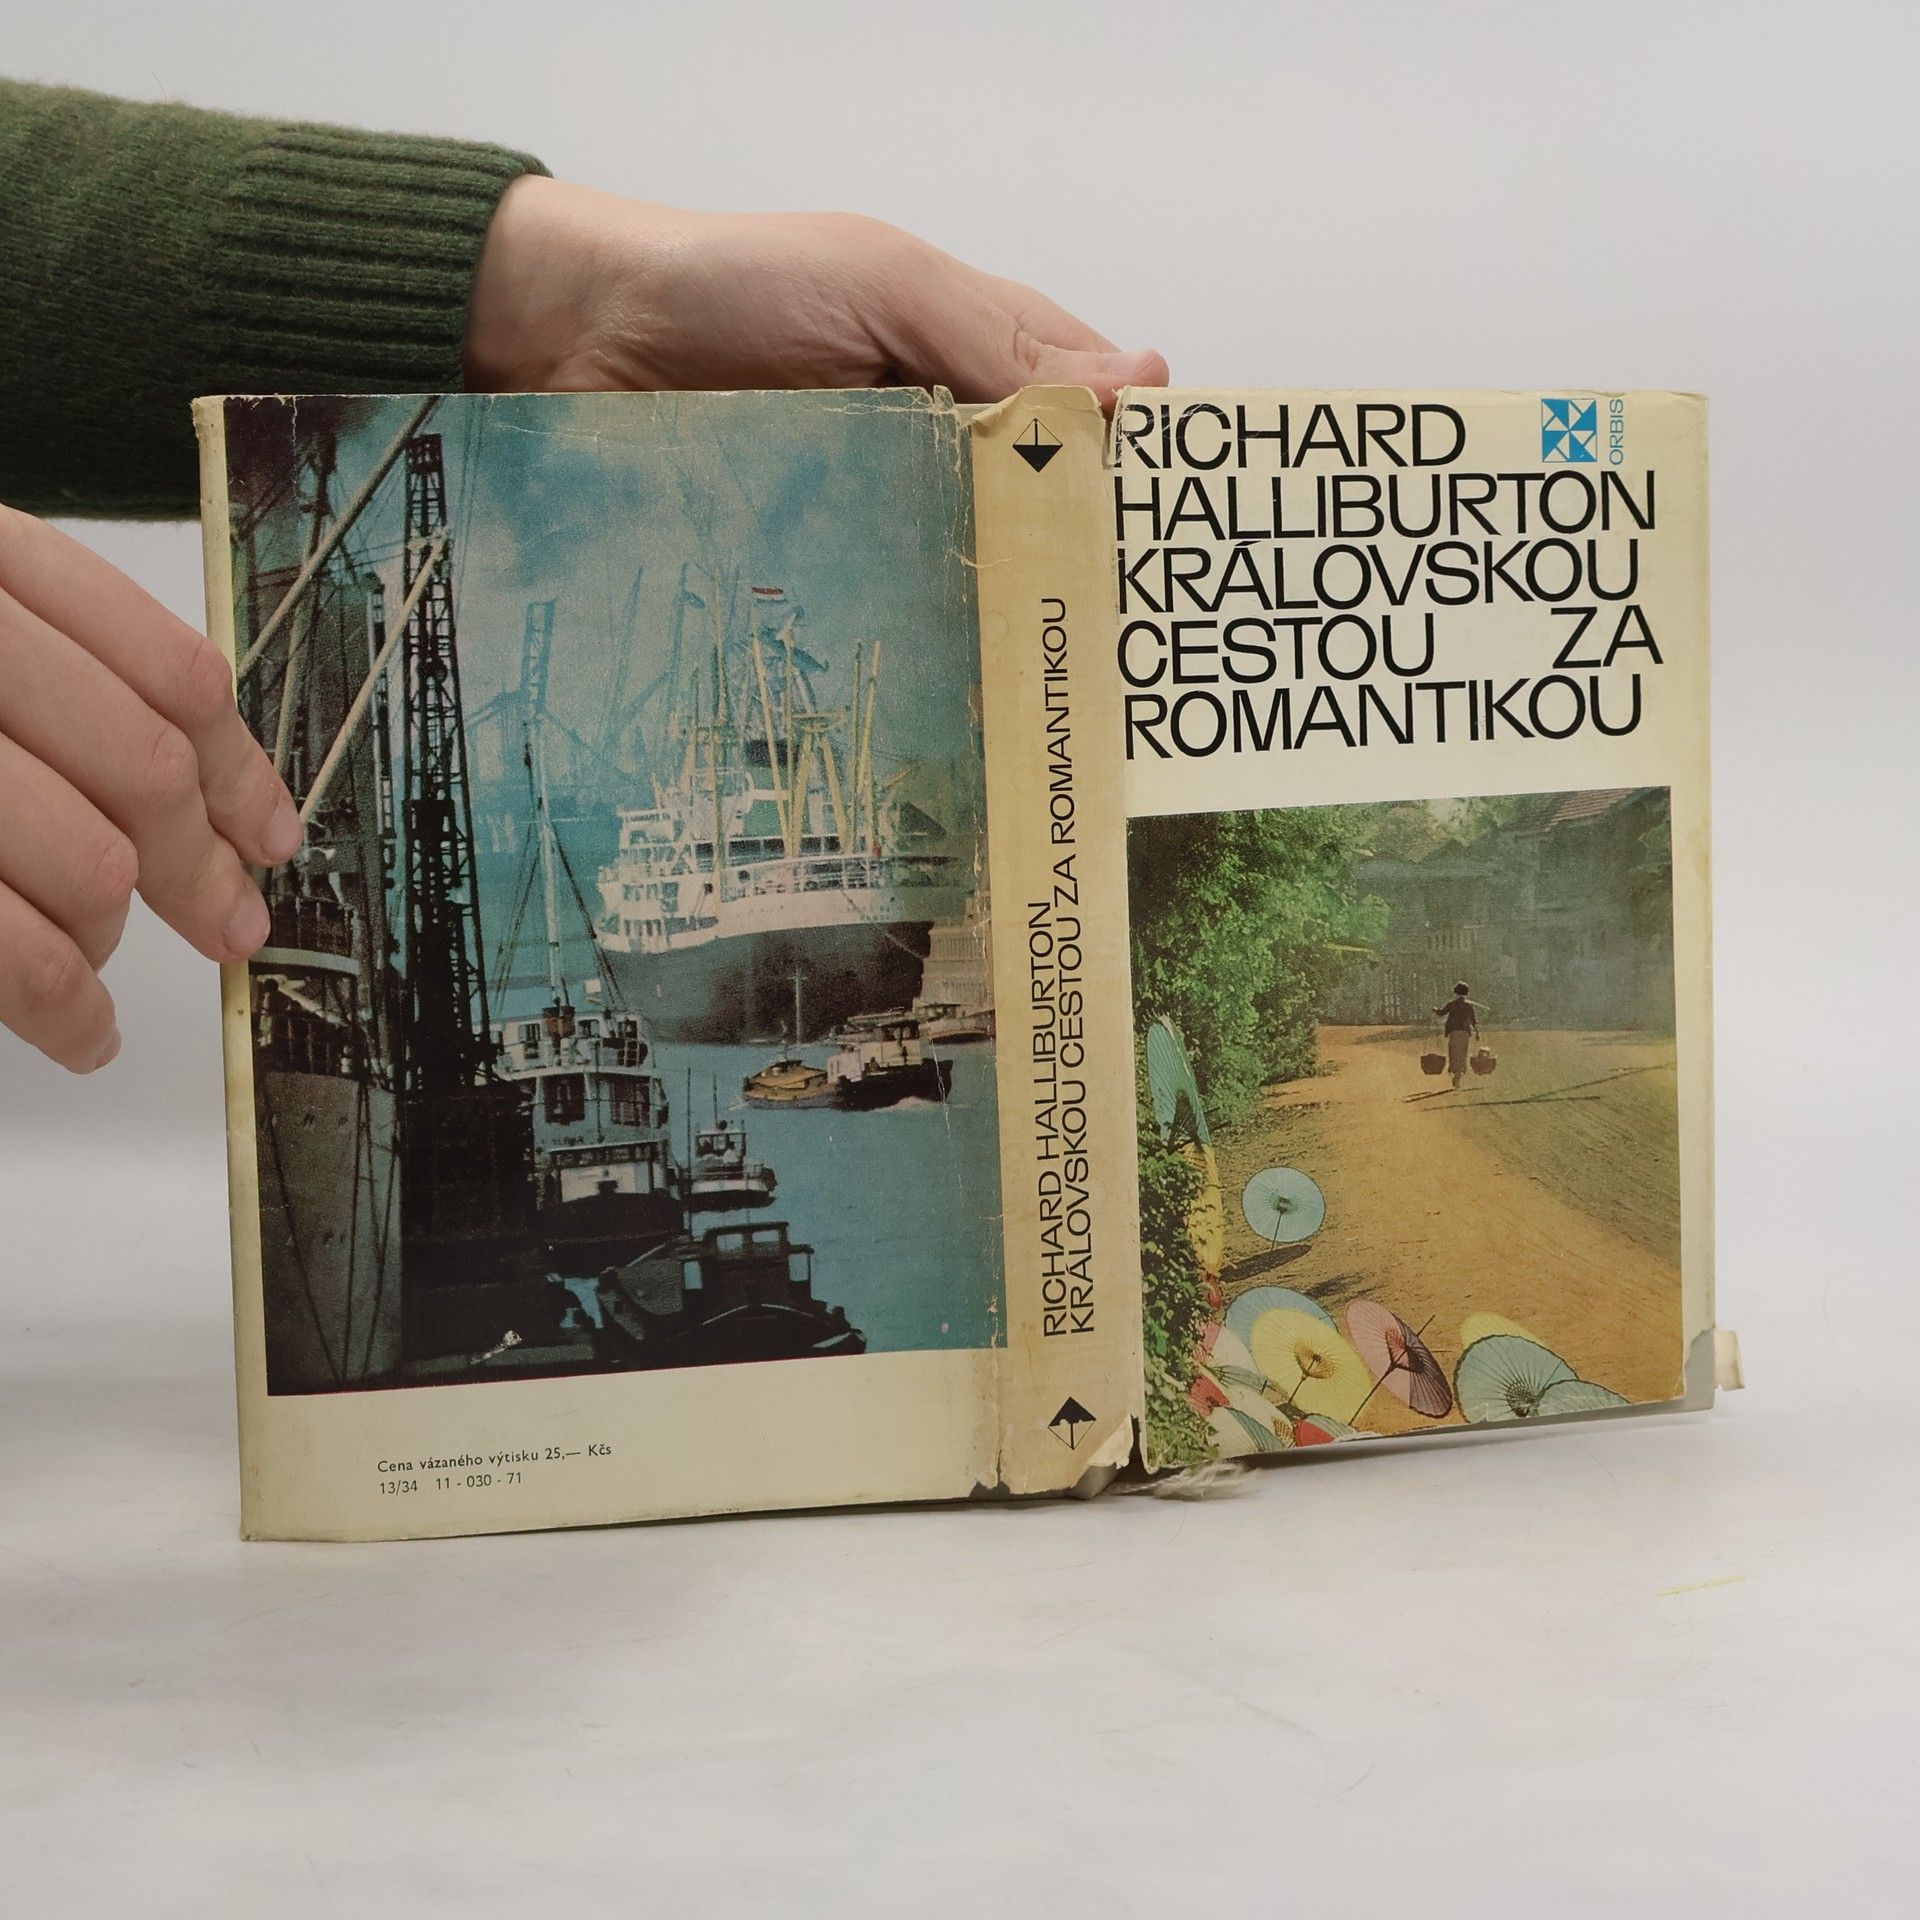 RICHARD
HALLIBURTON
KRÁLOVSKOU
CESTOU ZA
ROMANTIKOU
ORBIS
RICHARD HALLIBURTON
KRÁLOVSKOU CESTOU ZA ROMANTIKOU
Cena vázaného výtisku 25,— Kčs
13/34 11 - 030 - 71